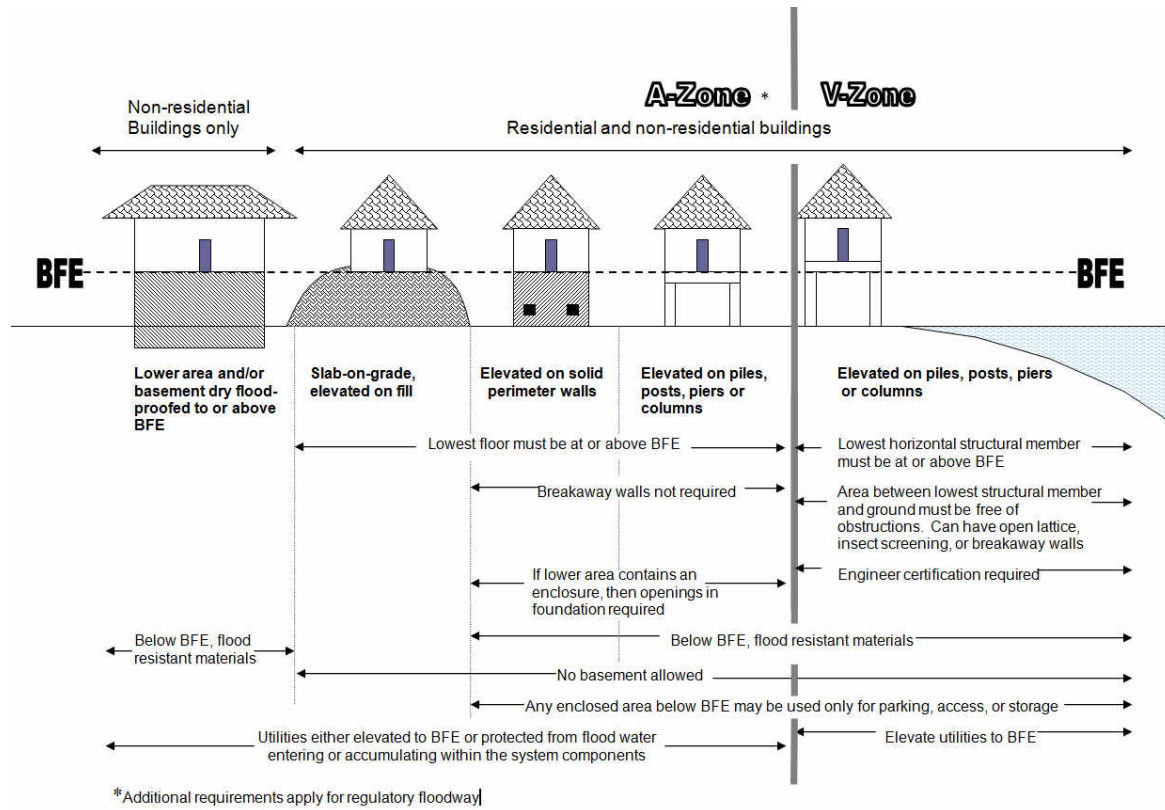 A-Zone *
V-Zone
Non-residential
Buildings only
Residential and non-residential buildings
BFE
BFE
Lower area and/or
basement dry flood-
proofed to or above
BFE
Slab-on-grade,
elevated on fill
Elevated on solid
perimeter walls
Elevated on piles,
posts, piers or
columns
Elevated on piles, posts, piers
or columns
Lowest floor must be at or above BFE
Lowest horizontal structural member
must be at or above BFE
Breakaway walls not required
Area between lowest structural member
and ground must be free of
obstructions. Can have open lattice,
insect screening, or breakaway walls
If lower area contains an
enclosure, then openings in
foundation required
Engineer certification required
Below BFE, flood
resistant materials
Below BFE, flood resistant materials
No basement allowed
Any enclosed area below BFE may be used only for parking, access, or storage
Utilities either elevated to BFE or protected from flood water
entering or accumulating within the system components
Elevate utilities to BFE
*Additional requirements apply for regulatory floodway